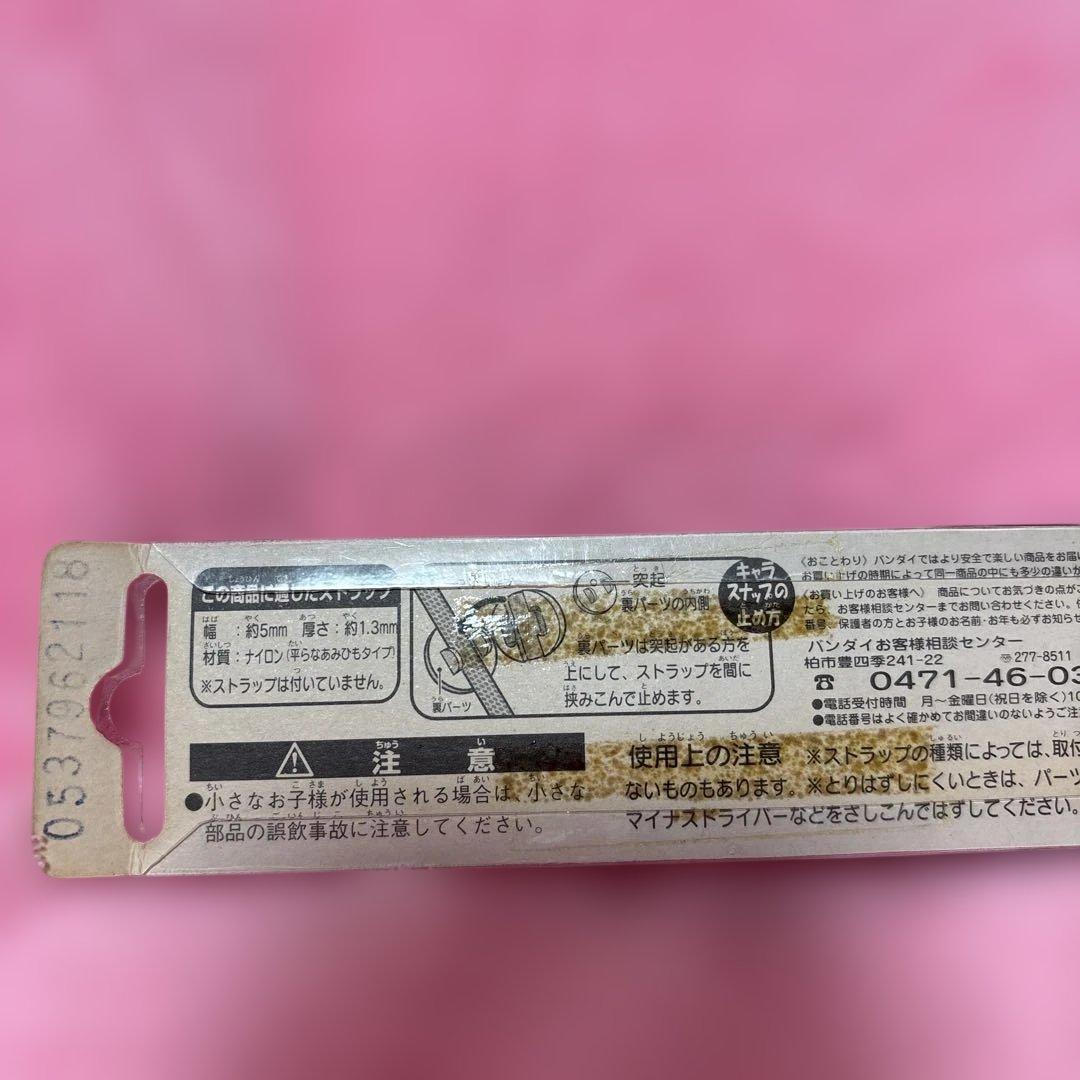 053796218
この商品に適したストラップ
幅 : 約5mm 厚さ : 約1.3mm
材質 : ナイロン(平らなあみひもタイプ)
※ストラップは付いていません。
裏パーツ
突起
裏パーツの内側
裏パーツは突起がある方を
上にして、ストラップを間に
挟みこんで止めます。
キャラ
スナップの
止め方
〈おことわり〉バンダイではより安全で楽しい商品をお届
お買い上げの時期によって同一商品の中にも多少の違いが
〈お買い上げのお客様へ〉 商品についてお気づきの点が
たら、お客様相談センターまでお問い合わせください。
番号、保護者の方とお子様のお名前・お年も必ずお知らせ
バンダイお客様相談センター
柏市豊四季241-22 〒277-8511
☎ 0471-46-03
●電話受付時間 月〜金曜日(祝日を除く)10
●電話番号はよく確かめてお間違いのないようご注
⚠ 注意
●小さなお子様が使用される場合は、小さな
部品の誤飲事故に注意してください。
使用上の注意 ※ストラップの種類によっては、取付
ないものもあります。※とりはずしにくいときは、パーツ
マイナスドライバーなどをさしこんではずしてください。